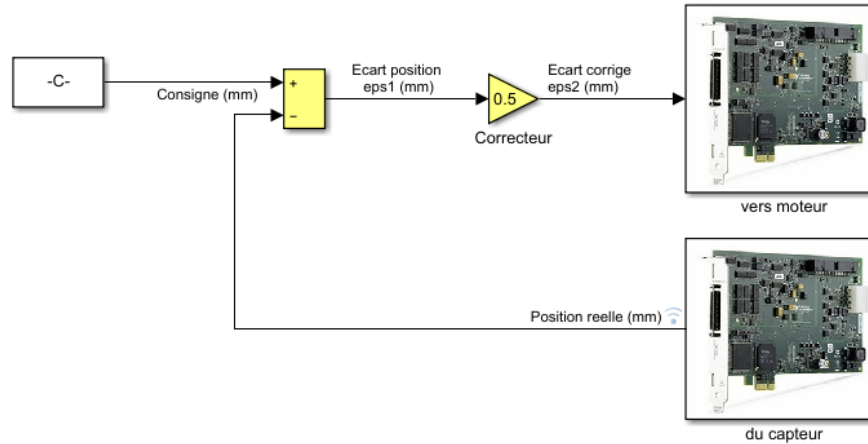 -C-
Consigne (mm)
+
−
Ecart position
eps1 (mm)
0.5
Correcteur
Ecart corrige
eps2 (mm)
vers moteur
Position reelle (mm)
du capteur